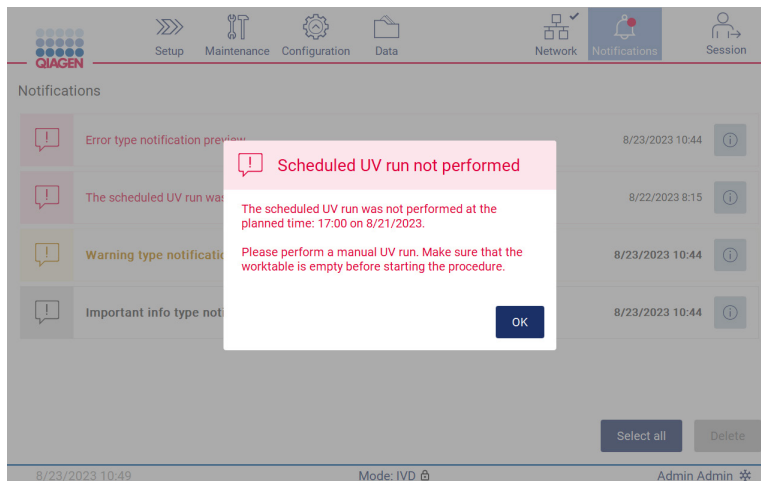 QIAGEN
Setup
Maintenance
Configuration
Data
Network
Notifications
Session
Notifications
Error type notification preview
8/23/2023 10:44
Scheduled UV run not performed
The scheduled UV run was
8/22/2023 8:15
The scheduled UV run was not performed at the
planned time: 17:00 on 8/21/2023.
Warning type notificatio
8/23/2023 10:44
Please perform a manual UV run. Make sure that the
worktable is empty before starting the procedure.
Important info type noti
8/23/2023 10:44
OK
Select all
Delete
8/23/2023 10:49
Mode: IVD
Admin Admin